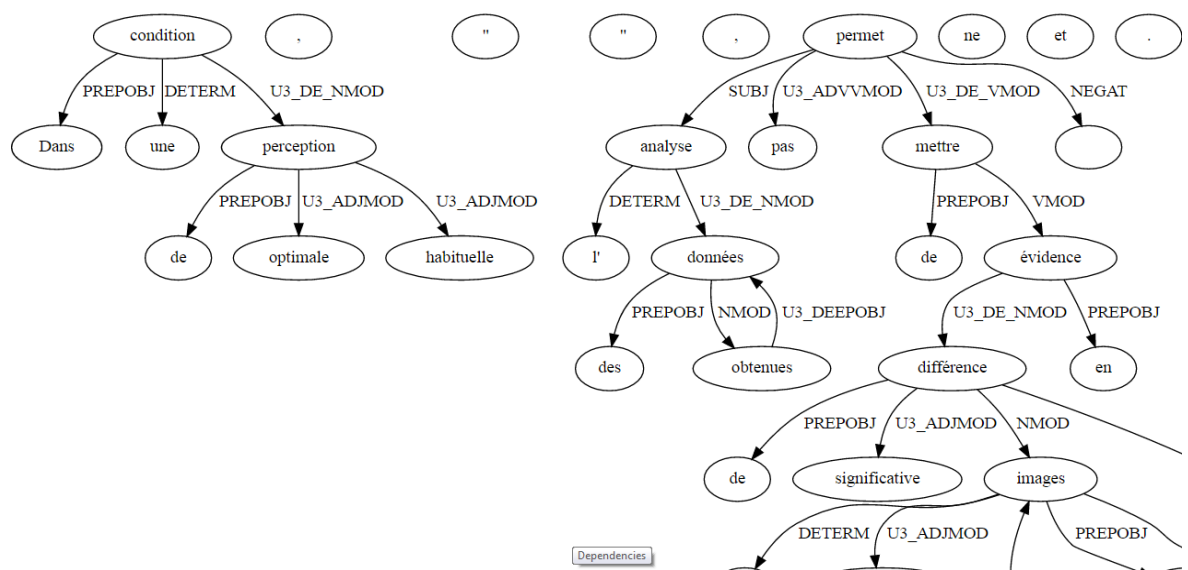 condition , " " , permet ne et .
PREPOBJ DETERM U3_DE_NMOD SUBJ U3_ADVVMOD U3_DE_VMOD NEGAT
Dans une perception analyse pas mettre
PREPOBJ U3_ADJMOD U3_ADJMOD DETERM U3_DE_NMOD PREPOBJ VMOD
de optimale habituelle l' données de évidence
PREPOBJ NMOD U3_DEEPOBJ U3_DE_NMOD PREPOBJ
des obtenues différence en
PREPOBJ U3_ADJMOD NMOD
de significative images
DETERM U3_ADJMOD PREPOBJ
Dependencies